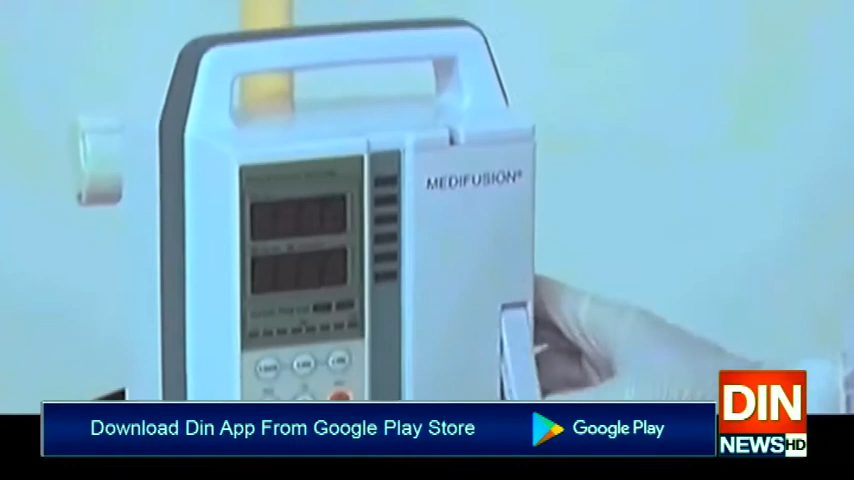 MEDIFUSION®
Download Din App From Google Play Store
Google Play
DIN
NEWS HD